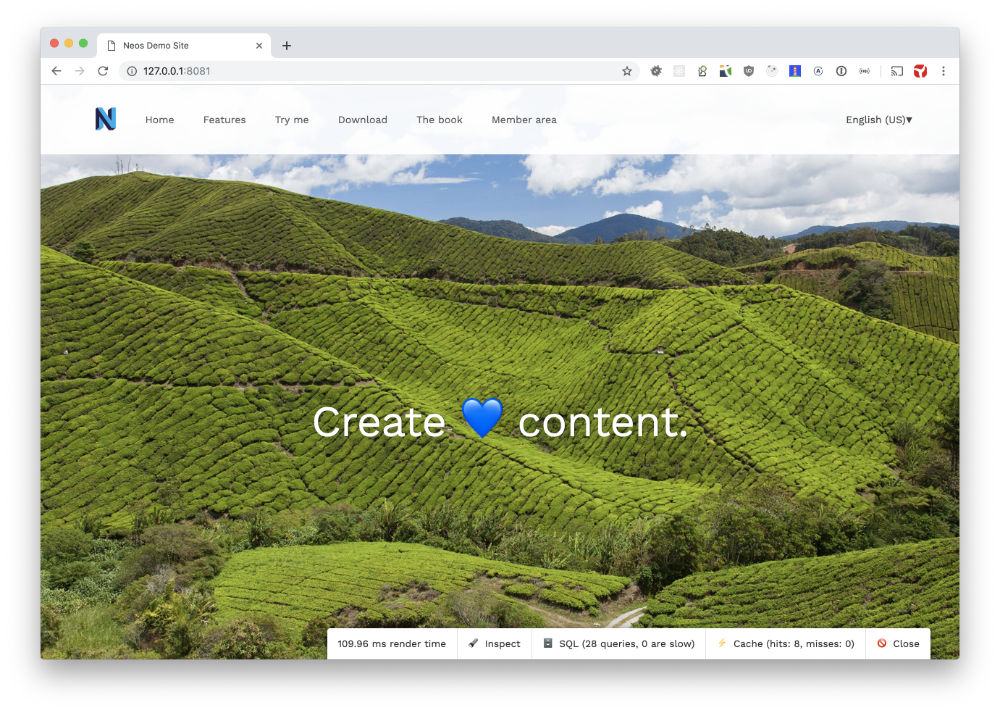 Neos Demo Site
127.0.0.1:8081
Home Features Try me Download The book Member area English (US)▾
Create 💙 content.
109.96 ms render time Inspect SQL (28 queries, 0 are slow) Cache (hits: 8, misses: 0) Close